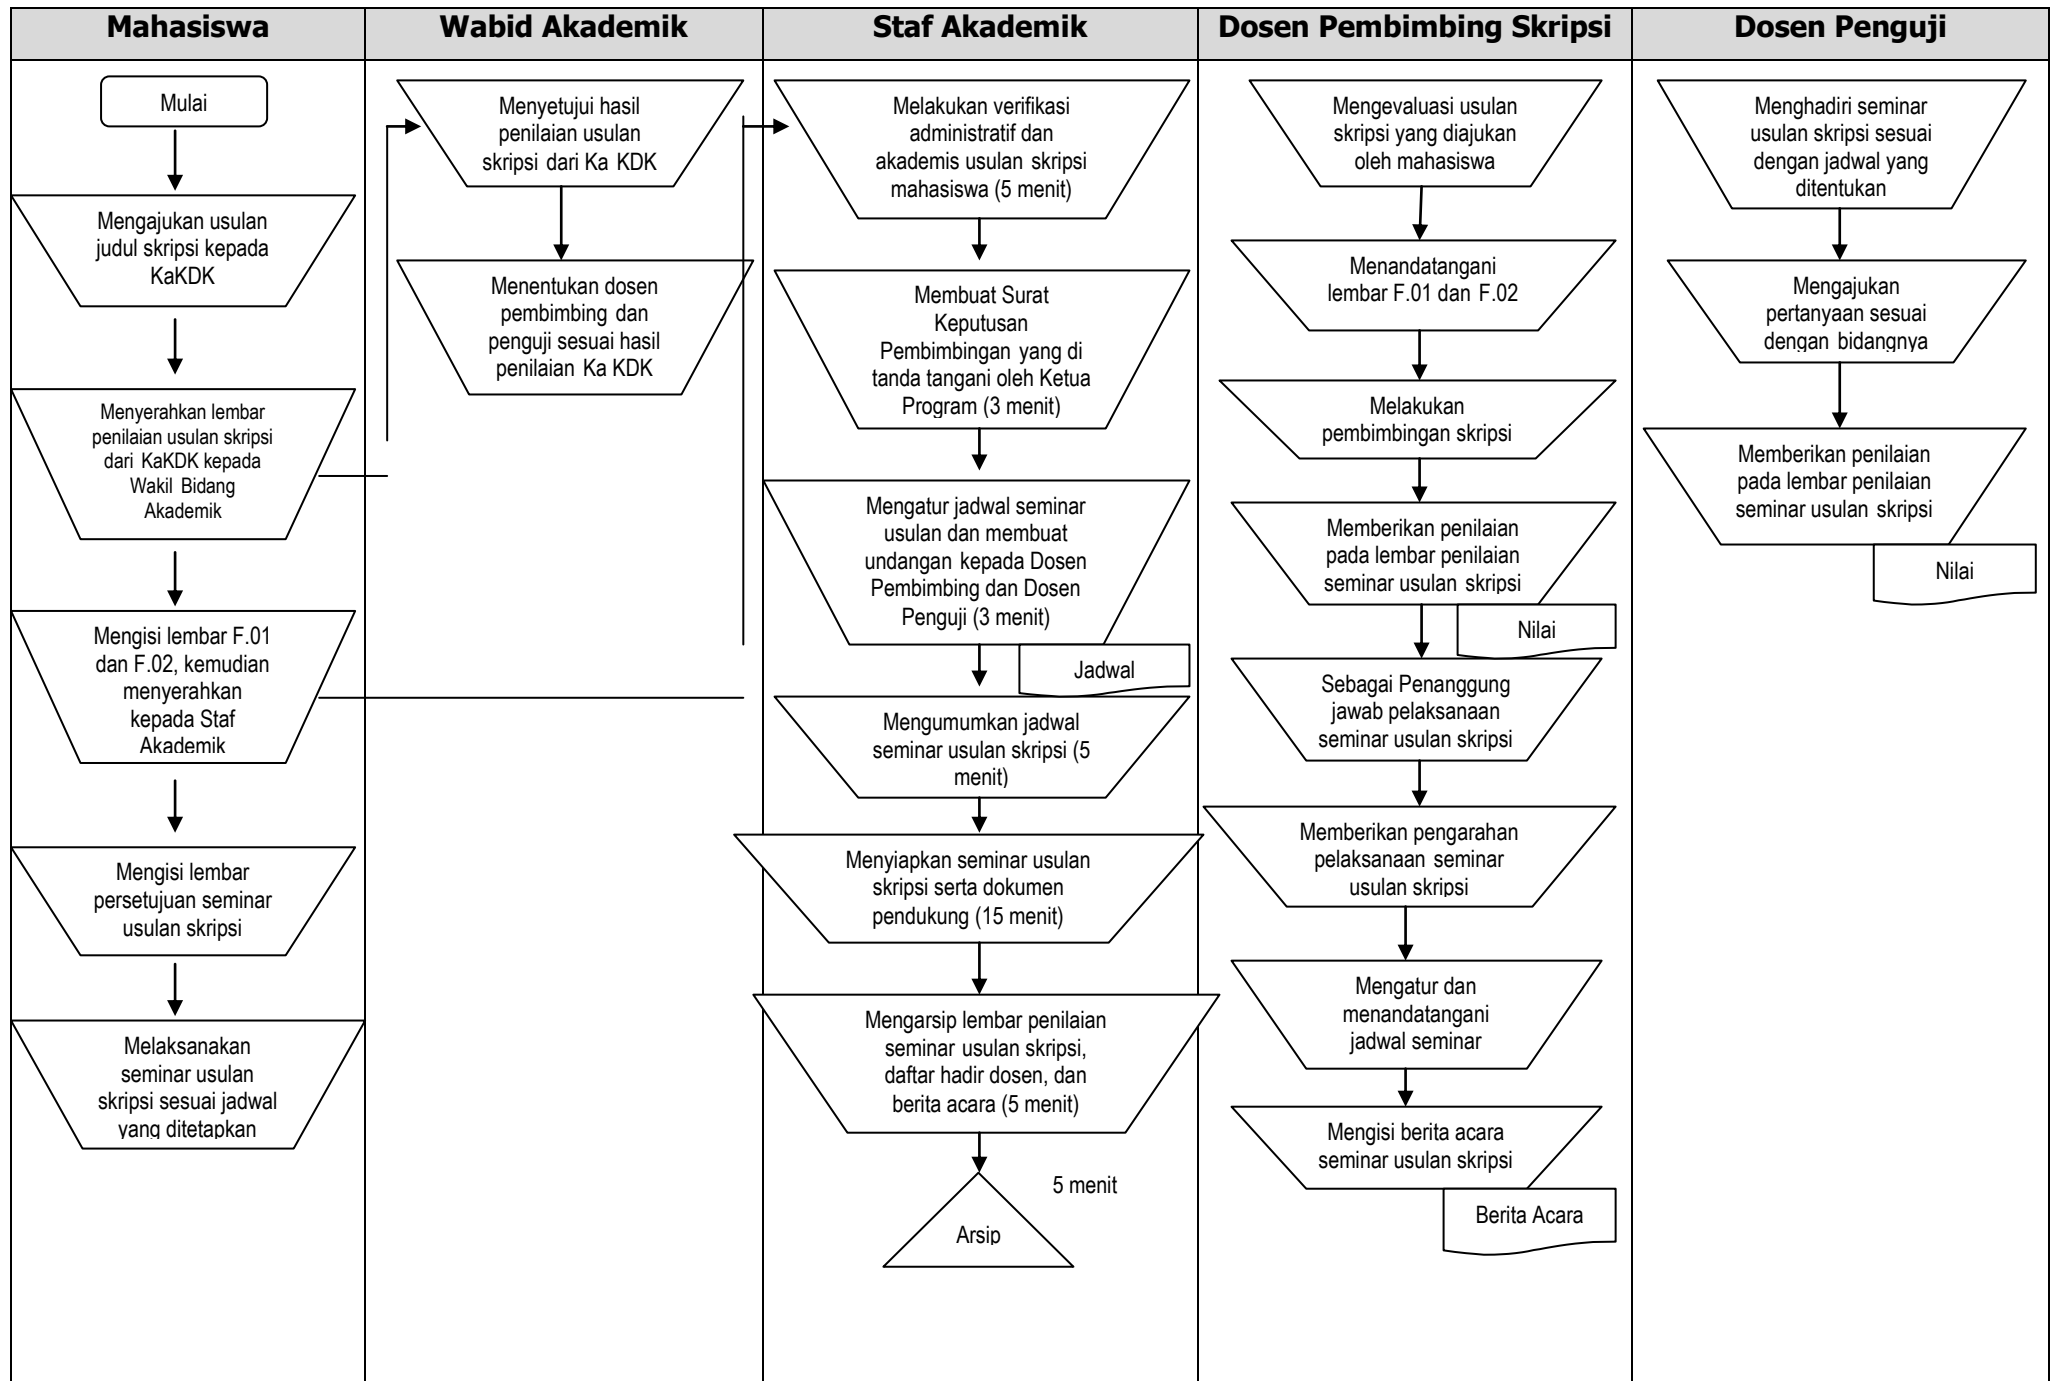 Mahasiswa
Wabid Akademik
Staf Akademik
Dosen Pembimbing Skripsi
Dosen Penguji
Mulai
Mengajukan usulan
judul skripsi kepada
KaKDK
Menyerahkan lembar
penilaian usulan skripsi
dari KaKDK kepada
Wakil Bidang
Akademik
Mengisi lembar F.01
dan F.02, kemudian
menyerahkan
kepada Staf
Akademik
Mengisi lembar
persetujuan seminar
usulan skripsi
Melaksanakan
seminar usulan
skripsi sesuai jadwal
yang ditetapkan
Menyetujui hasil
penilaian usulan
skripsi dari Ka KDK
Menentukan dosen
pembimbing dan
penguji sesuai hasil
penilaian Ka KDK
Melakukan verifikasi
administratif dan
akademis usulan skripsi
mahasiswa (5 menit)
Membuat Surat
Keputusan
Pembimbingan yang di
tanda tangani oleh Ketua
Program (3 menit)
Mengatur jadwal seminar
usulan dan membuat
undangan kepada Dosen
Pembimbing dan Dosen
Penguji (3 menit)
Jadwal
Mengumumkan jadwal
seminar usulan skripsi (5
menit)
Menyiapkan seminar usulan
skripsi serta dokumen
pendukung (15 menit)
Mengarsip lembar penilaian
seminar usulan skripsi,
daftar hadir dosen, dan
berita acara (5 menit)
5 menit
Arsip
Mengevaluasi usulan
skripsi yang diajukan
oleh mahasiswa
Menandatangani
lembar F.01 dan F.02
Melakukan
pembimbingan skripsi
Memberikan penilaian
pada lembar penilaian
seminar usulan skripsi
Nilai
Sebagai Penanggung
jawab pelaksanaan
seminar usulan skripsi
Memberikan pengarahan
pelaksanaan seminar
usulan skripsi
Mengatur dan
menandatangani
jadwal seminar
Mengisi berita acara
seminar usulan skripsi
Berita Acara
Menghadiri seminar
usulan skripsi sesuai
dengan jadwal yang
ditentukan
Mengajukan
pertanyaan sesuai
dengan bidangnya
Memberikan penilaian
pada lembar penilaian
seminar usulan skripsi
Nilai